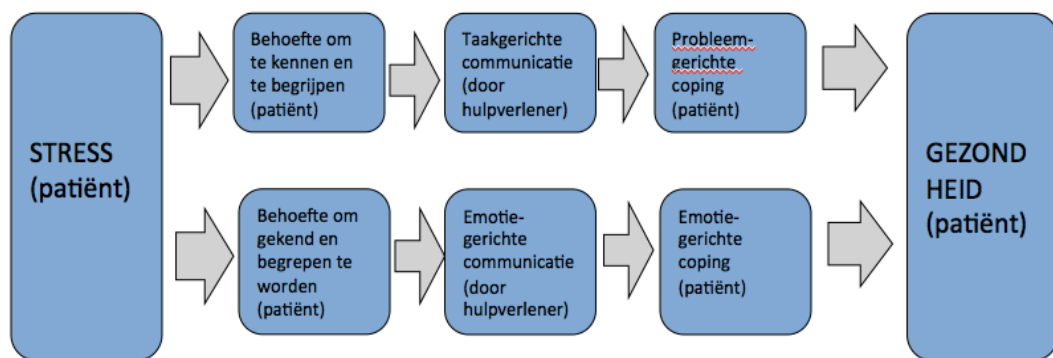 STRESS
(patiënt)
Behoefte om
te kennen en
te begrijpen
(patiënt)
Taakgerichte
communicatie
(door
hulpverlener)
Probleem-
gerichte
coping
(patiënt)
Behoefte om
gekend en
begrepen te
worden
(patiënt)
Emotie-
gerichte
communicatie
(door
hulpverlener)
Emotie-
gerichte
coping
(patiënt)
GEZOND
HEID
(patiënt)